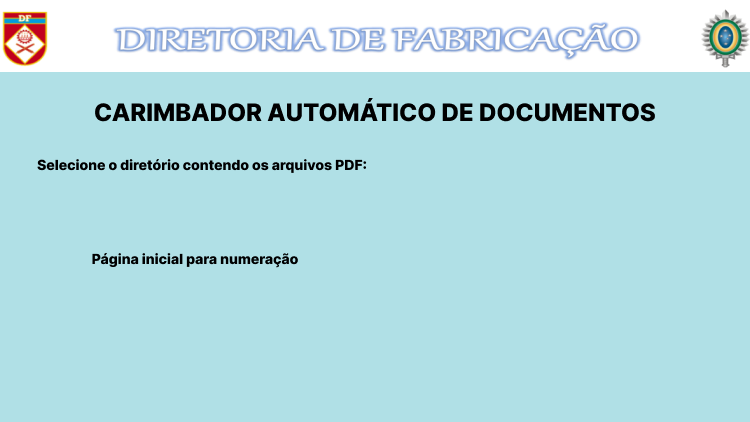 DF
DIRETORIA DE FABRICAÇÃO
CARIMBADOR AUTOMÁTICO DE DOCUMENTOS
Selecione o diretório contendo os arquivos PDF:
Página inicial para numeração